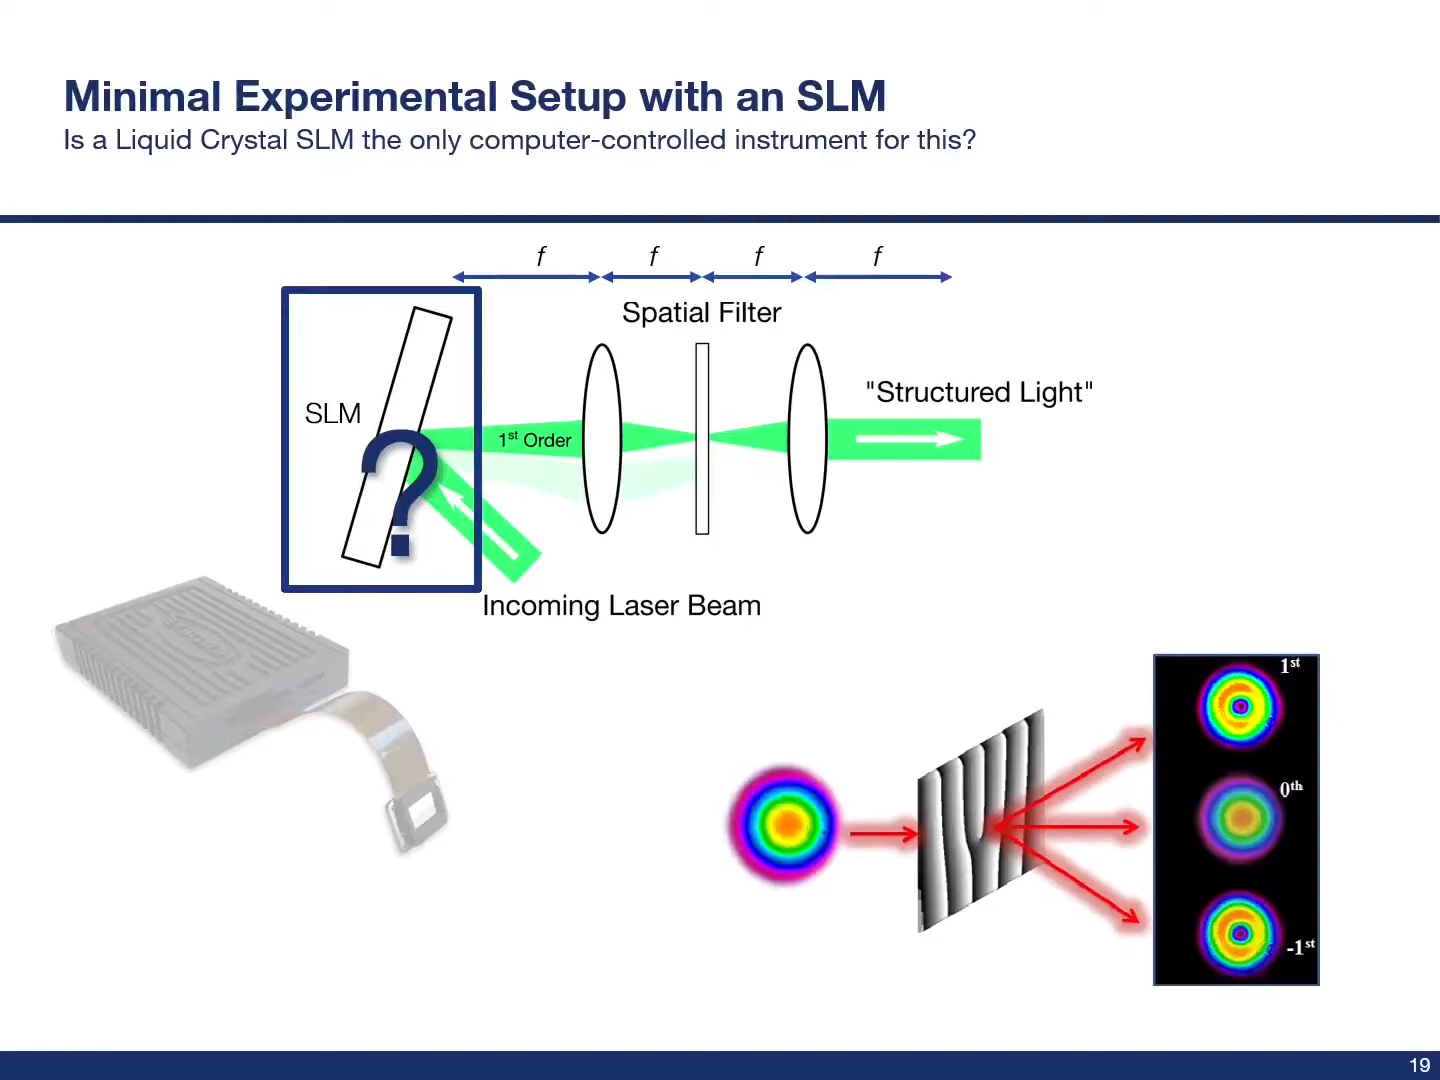 Minimal Experimental Setup with an SLM
Is a Liquid Crystal SLM the only computer-controlled instrument for this?
f f f f
Spatial Filter
"Structured Light"
SLM
1st Order
?
Incoming Laser Beam
1st
0th
-1st
19